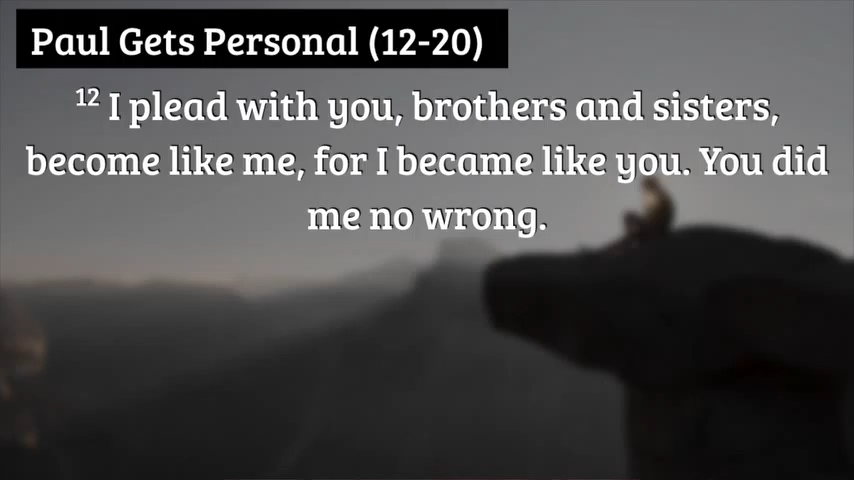 Paul Gets Personal (12-20)
12 I plead with you, brothers and sisters,
become like me, for I became like you. You did
me no wrong.